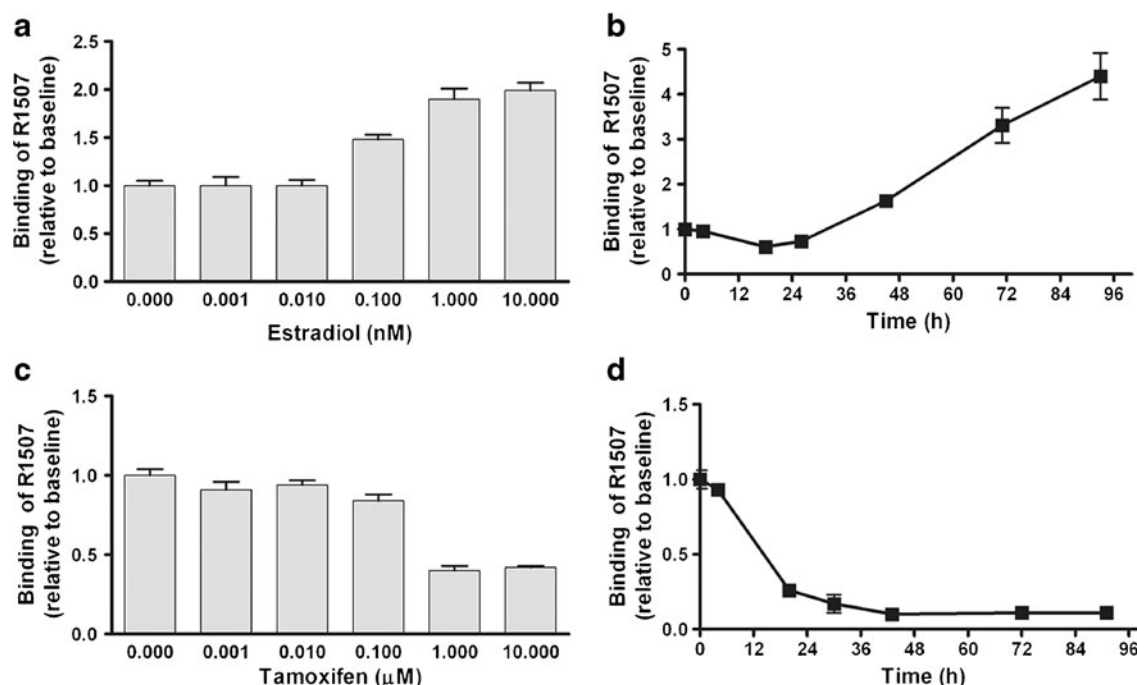 a
Binding of R1507
(relative to baseline)
2.5
2.0
1.5
1.0
0.5
0.0
0.000 0.001 0.010 0.100 1.000 10.000
Estradiol (nM)
b
Binding of R1507
(relative to baseline)
5
4
3
2
1
0
0 12 24 36 48 60 72 84 96
Time (h)
c
Binding of R1507
(relative to baseline)
1.5
1.0
0.5
0.0
0.000 0.001 0.010 0.100 1.000 10.000
Tamoxifen (μM)
d
Binding of R1507
(relative to baseline)
1.5
1.0
0.5
0.0
0 12 24 36 48 60 72 84 96
Time (h)